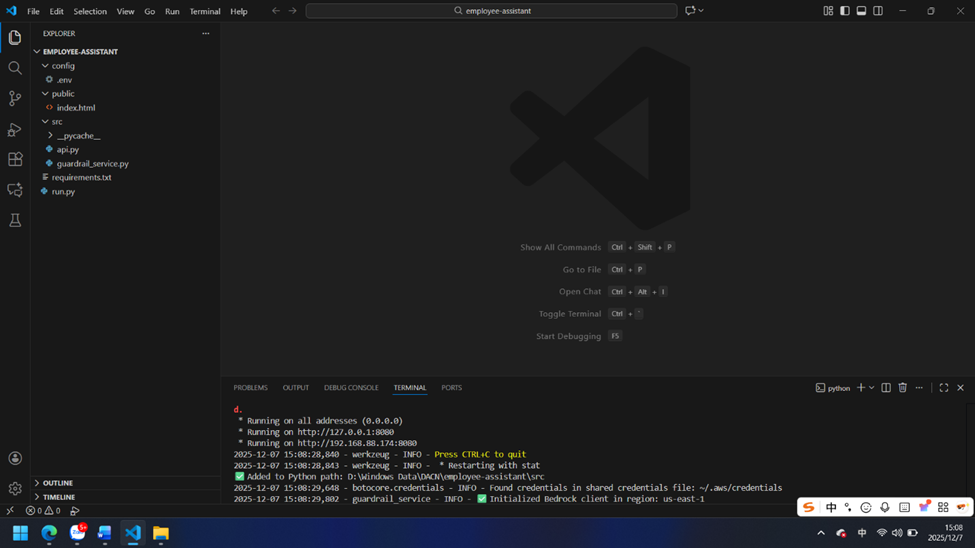 File Edit Selection View Go Run Terminal Help
employee-assistant
EXPLORER
EMPLOYEE-ASSISTANT
config
.env
public
index.html
src
__pycache__
api.py
guardrail_service.py
requirements.txt
run.py
Show All Commands Ctrl + Shift + P
Go to File Ctrl + P
Open Chat Ctrl + Alt + I
Toggle Terminal Ctrl + `
Start Debugging F5
PROBLEMS OUTPUT DEBUG CONSOLE TERMINAL PORTS
python
d.
* Running on all addresses (0.0.0.0)
* Running on http://127.0.0.1:8080
* Running on http://192.168.88.174:8080
2025-12-07 15:08:28,840 - werkzeug - INFO - Press CTRL+C to quit
2025-12-07 15:08:28,843 - werkzeug - INFO - * Restarting with stat
✅ Added to Python path: D:\Windows Data\DACN\employee-assistant\src
2025-12-07 15:08:29,648 - botocore.credentials - INFO - Found credentials in shared credentials file: ~/.aws/credentials
2025-12-07 15:08:29,802 - guardrail_service - INFO - ✅ Initialized Bedrock client in region: us-east-1
OUTLINE
TIMELINE
0 0
中
5+
中
15:08
2025/12/7